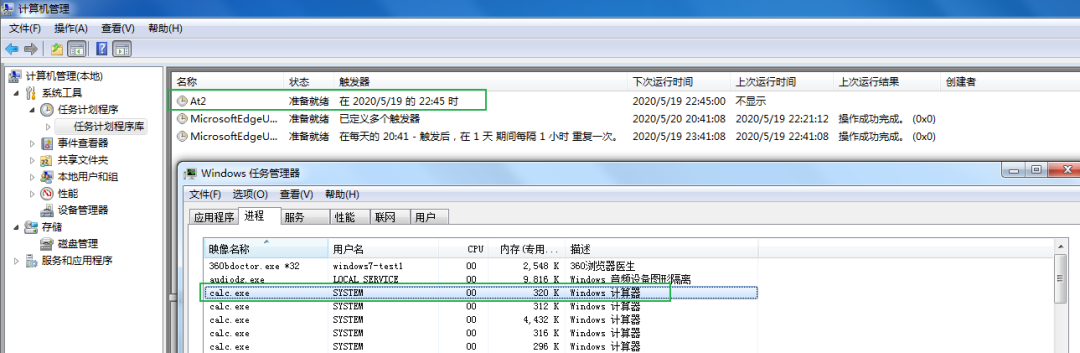 计算机管理
文件(F) 操作(A) 查看(V) 帮助(H)
计算机管理(本地)
系统工具
任务计划程序
任务计划程序库
事件查看器
共享文件夹
本地用户和组
性能
设备管理器
存储
磁盘管理
服务和应用程序
名称 状态 触发器 下次运行时间 上次运行时间 上次运行结果 创建者
At2 准备就绪 在 2020/5/19 的 22:45 时 2020/5/19 22:45:00 不显示
MicrosoftEdgeU... 准备就绪 已定义多个触发器 2020/5/20 20:41:08 2020/5/19 22:21:12 操作成功完成。 (0x0)
MicrosoftEdgeU... 准备就绪 在每天的 20:41 - 触发后，在 1 天 期间每隔 1 小时 重复一次。 2020/5/19 23:41:08 2020/5/19 22:41:08 操作成功完成。 (0x0)
Windows 任务管理器
文件(F) 选项(O) 查看(V) 帮助(H)
应用程序 进程 服务 性能 联网 用户
映像名称 用户名 CPU 内存(专用... 描述
360bdoctor.exe *32 windows7-test1 00 2,548 K 360浏览器医生
audiodg.exe LOCAL SERVICE 00 9,816 K Windows 音频设备图形隔离
calc.exe SYSTEM 00 320 K Windows 计算器
calc.exe SYSTEM 00 312 K Windows 计算器
calc.exe SYSTEM 00 4,432 K Windows 计算器
calc.exe SYSTEM 00 316 K Windows 计算器
calc.exe SYSTEM 00 296 K Windows 计算器